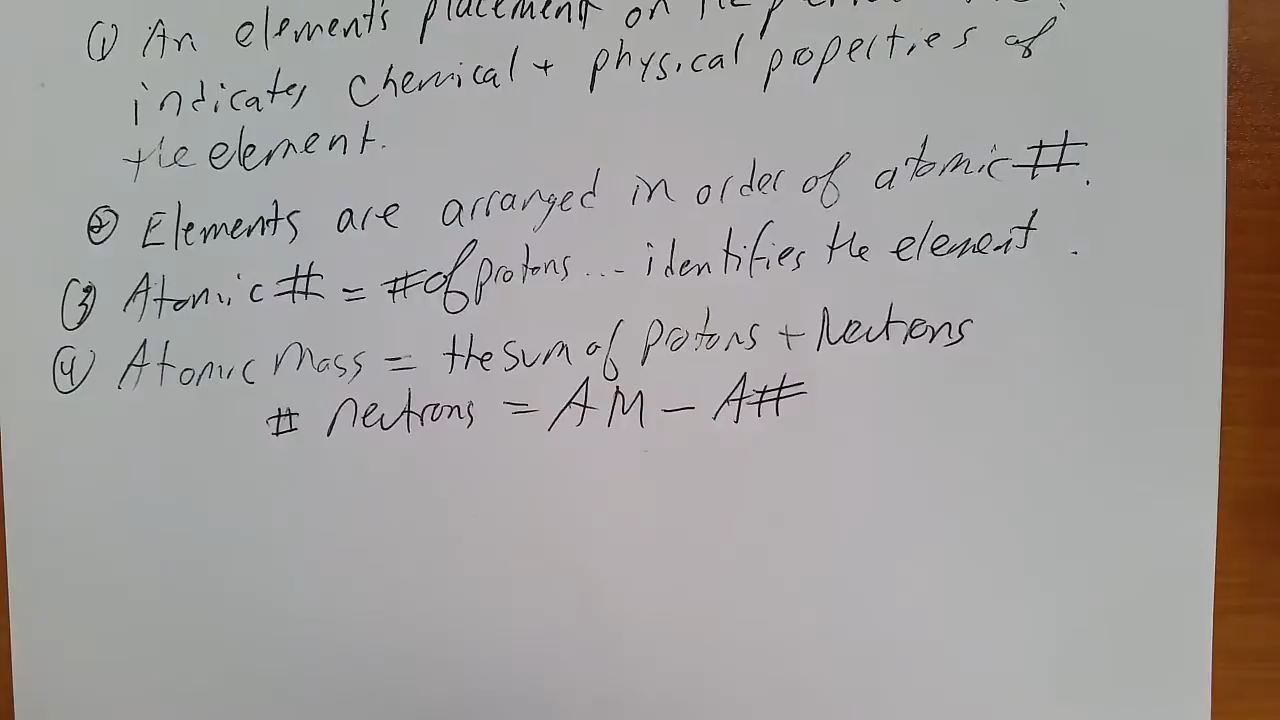 ① An element's placement on the
indicates chemical + physical properties of
the element.
② Elements are arranged in order of atomic #.
③ Atomic # = # of protons... identifies the element.
④ Atomic Mass = the sum of protons + Neutrons
# neutrons = AM - A#